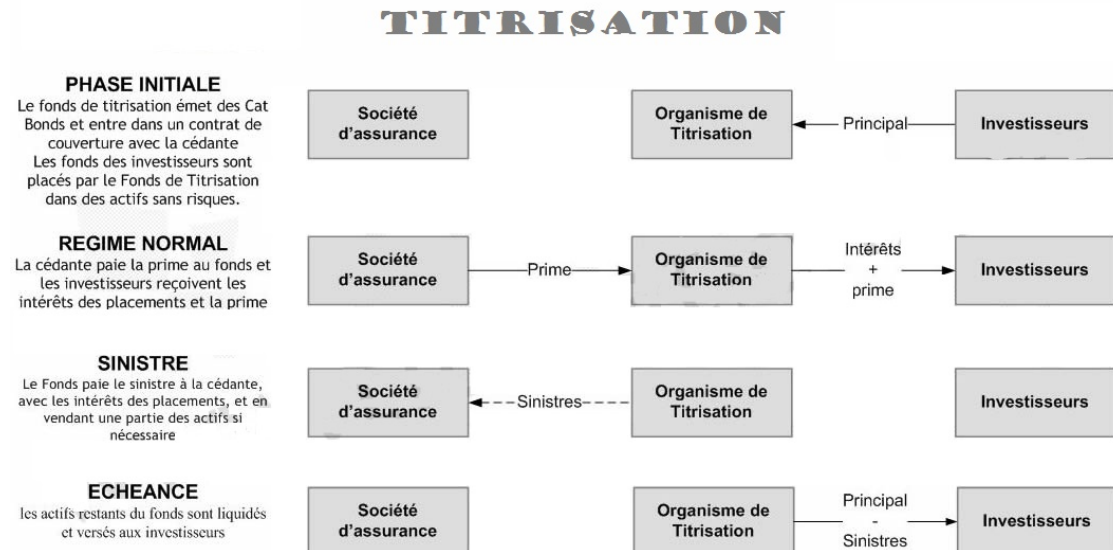 TITRISATION
PHASE INITIALE
Le fonds de titrisation émet des Cat
Bonds et entre dans un contrat de
couverture avec la cédante
Les fonds des investisseurs sont
placés par le Fonds de Titrisation
dans des actifs sans risques.
Société
d'assurance
Organisme de
Titrisation
Principal
Investisseurs
REGIME NORMAL
La cédante paie la prime au fonds et
les investisseurs reçoivent les
intérêts des placements et la prime
Société
d'assurance
Prime
Organisme de
Titrisation
Intérêts
+
prime
Investisseurs
SINISTRE
Le Fonds paie le sinistre à la cédante,
avec les intérêts des placements, et en
vendant une partie des actifs si
nécessaire
Société
d'assurance
Sinistres
Organisme de
Titrisation
Investisseurs
ECHEANCE
les actifs restants du fonds sont liquidés
et versés aux investisseurs
Société
d'assurance
Organisme de
Titrisation
Principal
-
Sinistres
Investisseurs